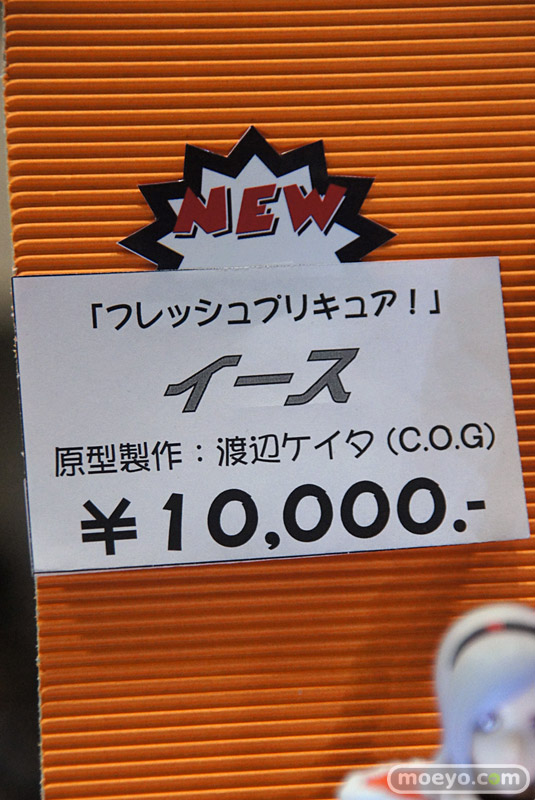 NEW
「フレッシュプリキュア！」
イース
原型製作：渡辺ケイタ（C.O.G）
￥10,000.-
moeyo.com